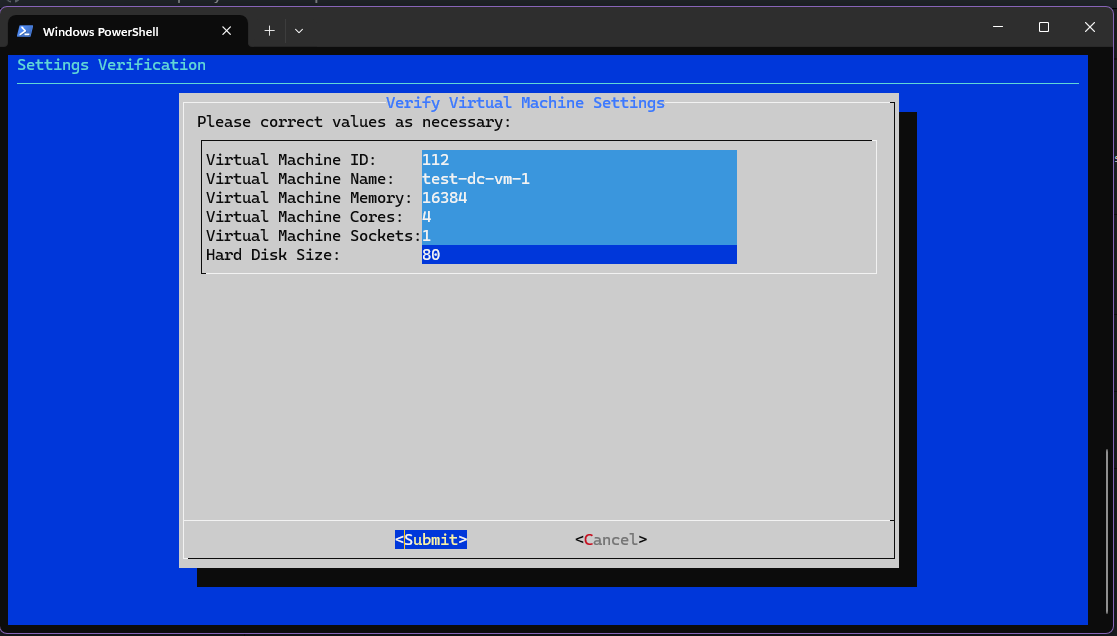 Windows PowerShell
Settings Verification
Verify Virtual Machine Settings
Please correct values as necessary:
Virtual Machine ID: 112
Virtual Machine Name: test-dc-vm-1
Virtual Machine Memory: 16384
Virtual Machine Cores: 4
Virtual Machine Sockets:1
Hard Disk Size: 80
<Submit> <Cancel>